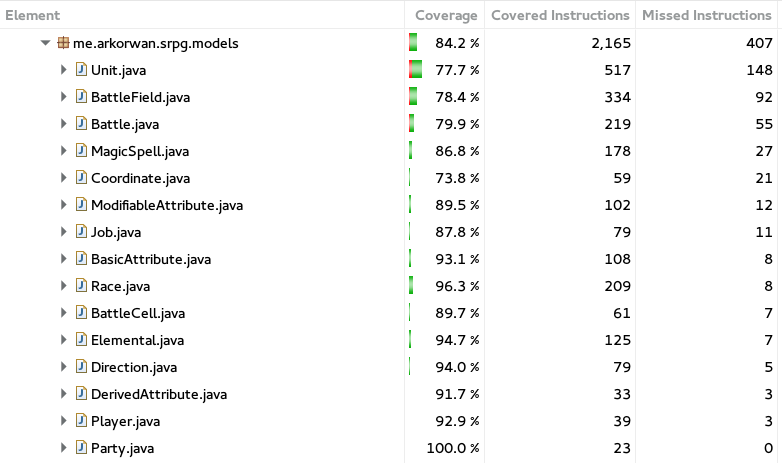 Element Coverage Covered Instructions Missed Instructions
me.arkorwan.srpg.models 84.2 % 2,165 407
Unit.java 77.7 % 517 148
BattleField.java 78.4 % 334 92
Battle.java 79.9 % 219 55
MagicSpell.java 86.8 % 178 27
Coordinate.java 73.8 % 59 21
ModifiableAttribute.java 89.5 % 102 12
Job.java 87.8 % 79 11
BasicAttribute.java 93.1 % 108 8
Race.java 96.3 % 209 8
BattleCell.java 89.7 % 61 7
Elemental.java 94.7 % 125 7
Direction.java 94.0 % 79 5
DerivedAttribute.java 91.7 % 33 3
Player.java 92.9 % 39 3
Party.java 100.0 % 23 0